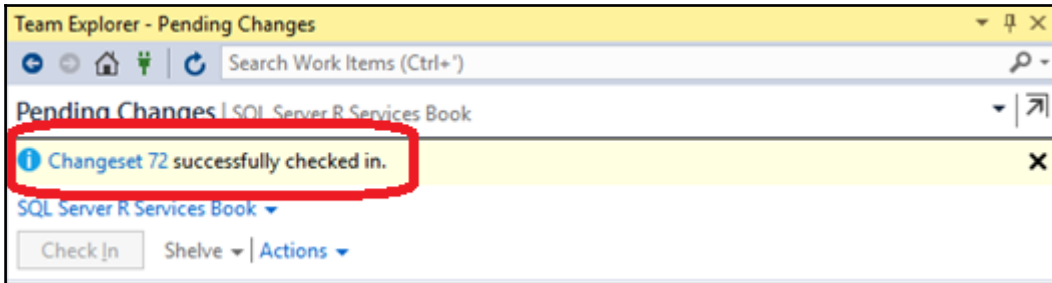 Team Explorer - Pending Changes
Search Work Items (Ctrl+')
Pending Changes | SQL Server R Services Book
Changeset 72 successfully checked in.
SQL Server R Services Book
Check In Shelve | Actions